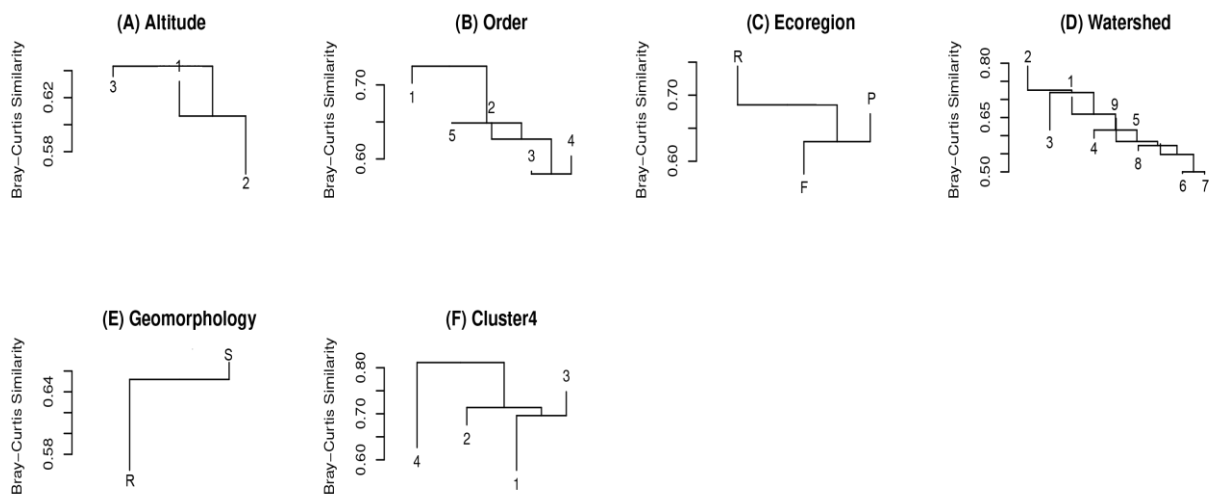 (A) Altitude
Bray−Curtis Similarity
0.58 0.62
3 1 2
(B) Order
Bray−Curtis Similarity
0.60 0.70
1 5 2 3 4
(C) Ecoregion
Bray−Curtis Similarity
0.60 0.70
R F P
(D) Watershed
Bray−Curtis Similarity
0.50 0.65 0.80
2 3 1 4 9 8 5 6 7
(E) Geomorphology
Bray−Curtis Similarity
0.58 0.64
R S
(F) Cluster4
Bray−Curtis Similarity
0.60 0.70 0.80
4 2 1 3